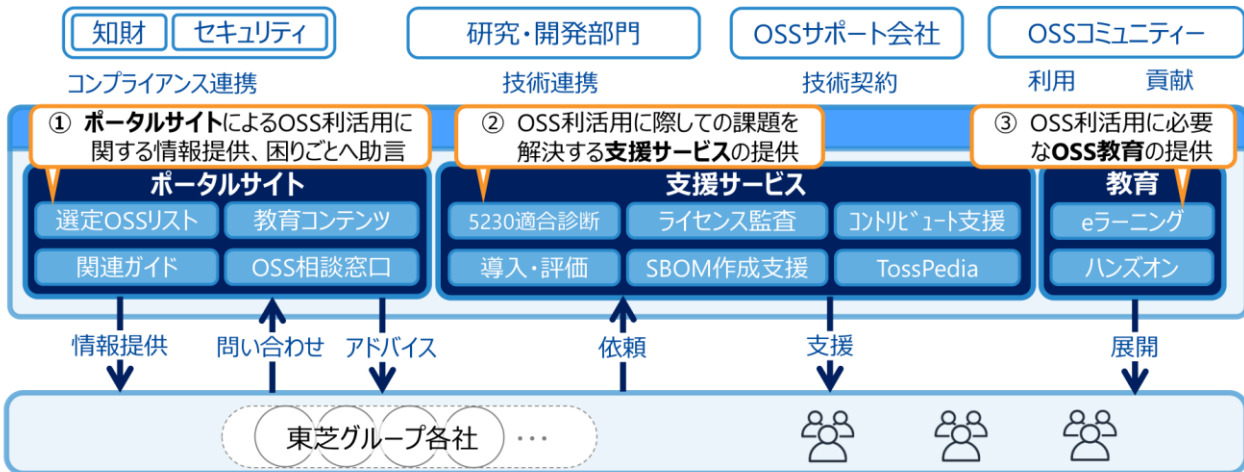 知財 セキュリティ 研究・開発部門 OSSサポート会社 OSSコミュニティー
コンプライアンス連携 技術連携 技術契約 利用 貢献
① ポータルサイトによるOSS利活用に
関する情報提供、困りごとへ助言
② OSS利活用に際しての課題を
解決する支援サービスの提供
③ OSS利活用に必要
なOSS教育の提供
ポータルサイト 支援サービス 教育
選定OSSリスト 教育コンテンツ 5230適合診断 ライセンス監査 コントリビュート支援 eラーニング
関連ガイド OSS相談窓口 導入・評価 SBOM作成支援 TossPedia ハンズオン
情報提供 問い合わせ アドバイス 依頼 支援 展開
東芝グループ各社 ・・・